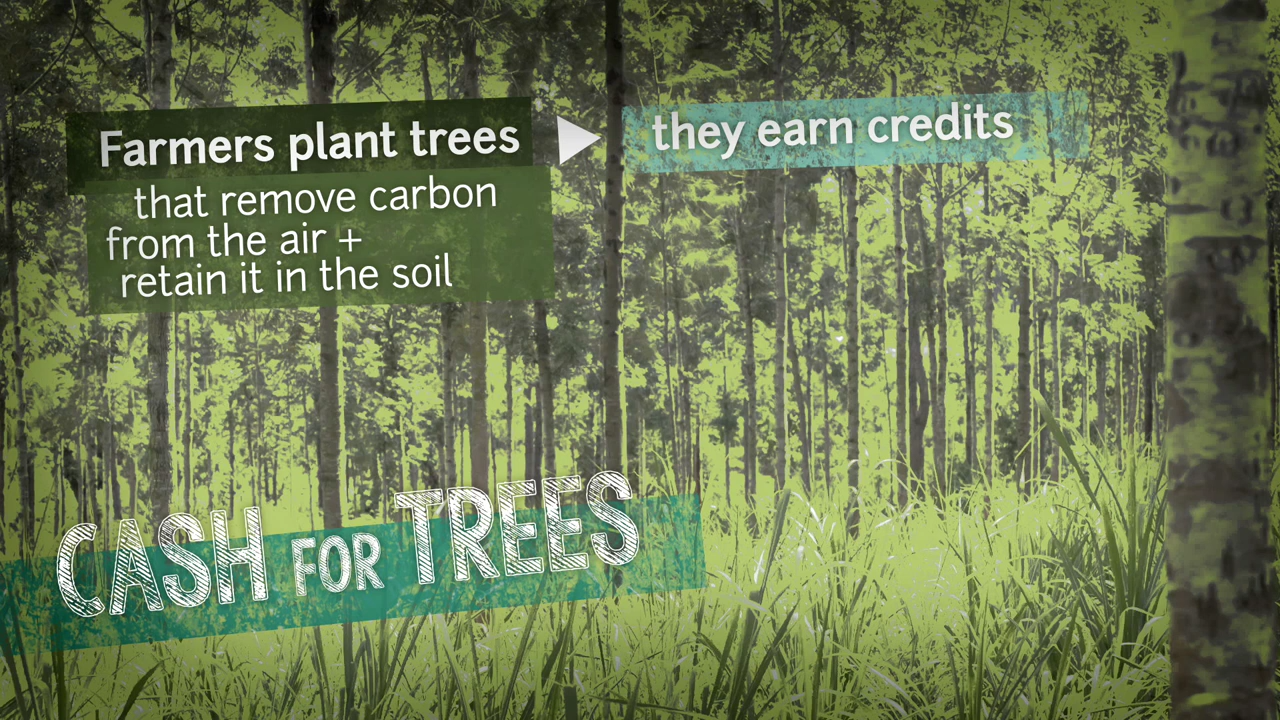 Farmers plant trees
that remove carbon
from the air +
retain it in the soil
they earn credits
CASH FOR TREES